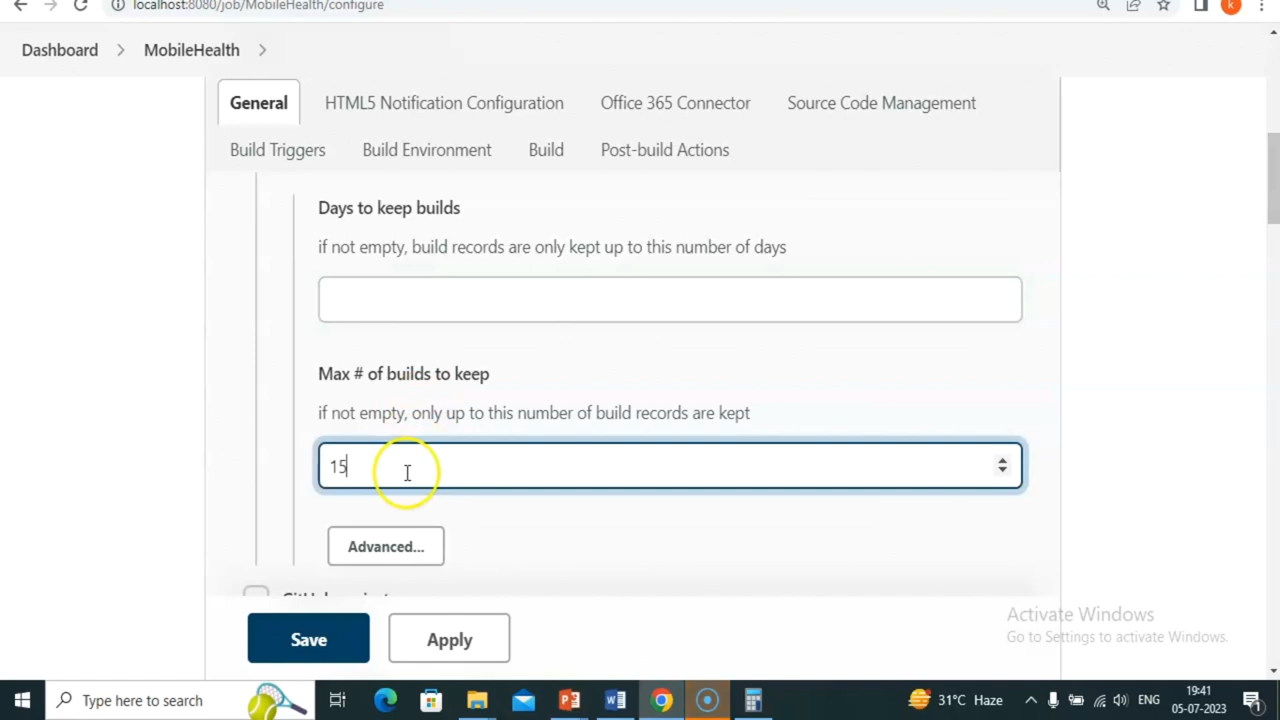 localhost:8080/job/MobileHealth/configure
k
Dashboard > MobileHealth >
General HTML5 Notification Configuration Office 365 Connector Source Code Management
Build Triggers Build Environment Build Post-build Actions
Days to keep builds
if not empty, build records are only kept up to this number of days
Max # of builds to keep
if not empty, only up to this number of build records are kept
15
Advanced...
GitHub project
Save Apply
Activate Windows
Go to Settings to activate Windows.
Type here to search
31°C Haze
ENG
19:41
05-07-2023
1